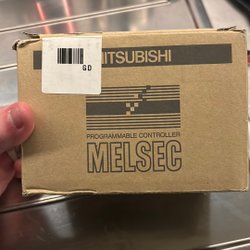 MITSUBISHI
GD
PROGRAMMABLE CONTROLLER
MELSEC